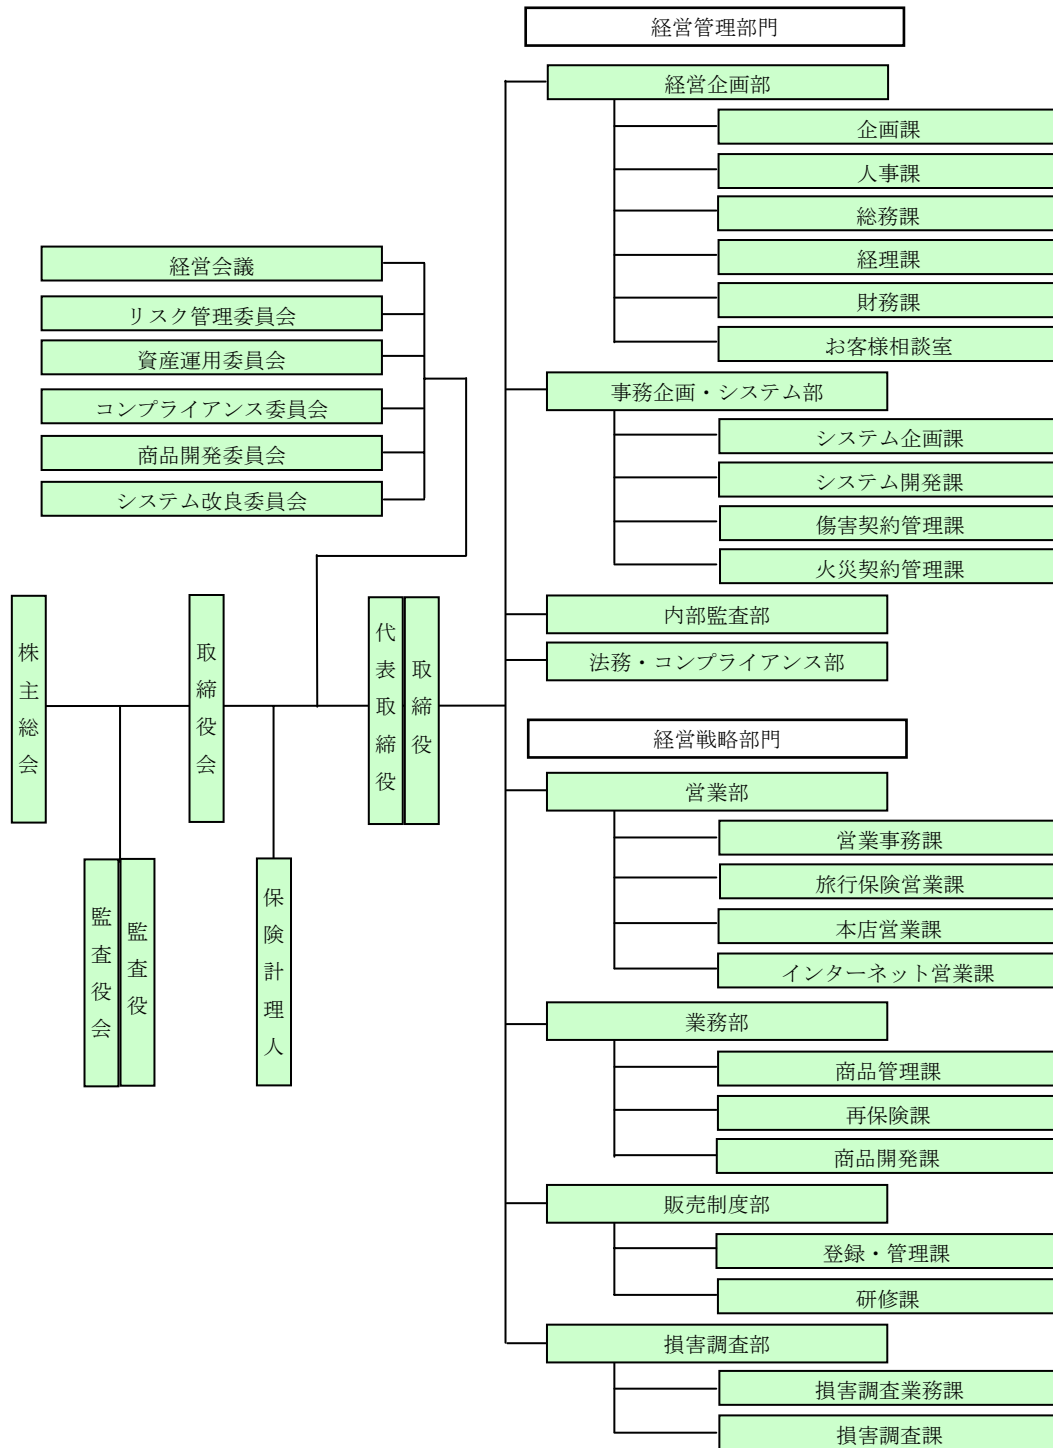 経営管理部門
経営企画部
企画課
人事課
総務課
経理課
財務課
お客様相談室
経営会議
リスク管理委員会
資産運用委員会
コンプライアンス委員会
商品開発委員会
システム改良委員会
事務企画・システム部
システム企画課
システム開発課
傷害契約管理課
火災契約管理課
内部監査部
法務・コンプライアンス部
株主総会
取締役会
代表取締役
取締役
監査役会
監査役
保険計理人
経営戦略部門
営業部
営業事務課
旅行保険営業課
本店営業課
インターネット営業課
業務部
商品管理課
再保険課
商品開発課
販売制度部
登録・管理課
研修課
損害調査部
損害調査業務課
損害調査課